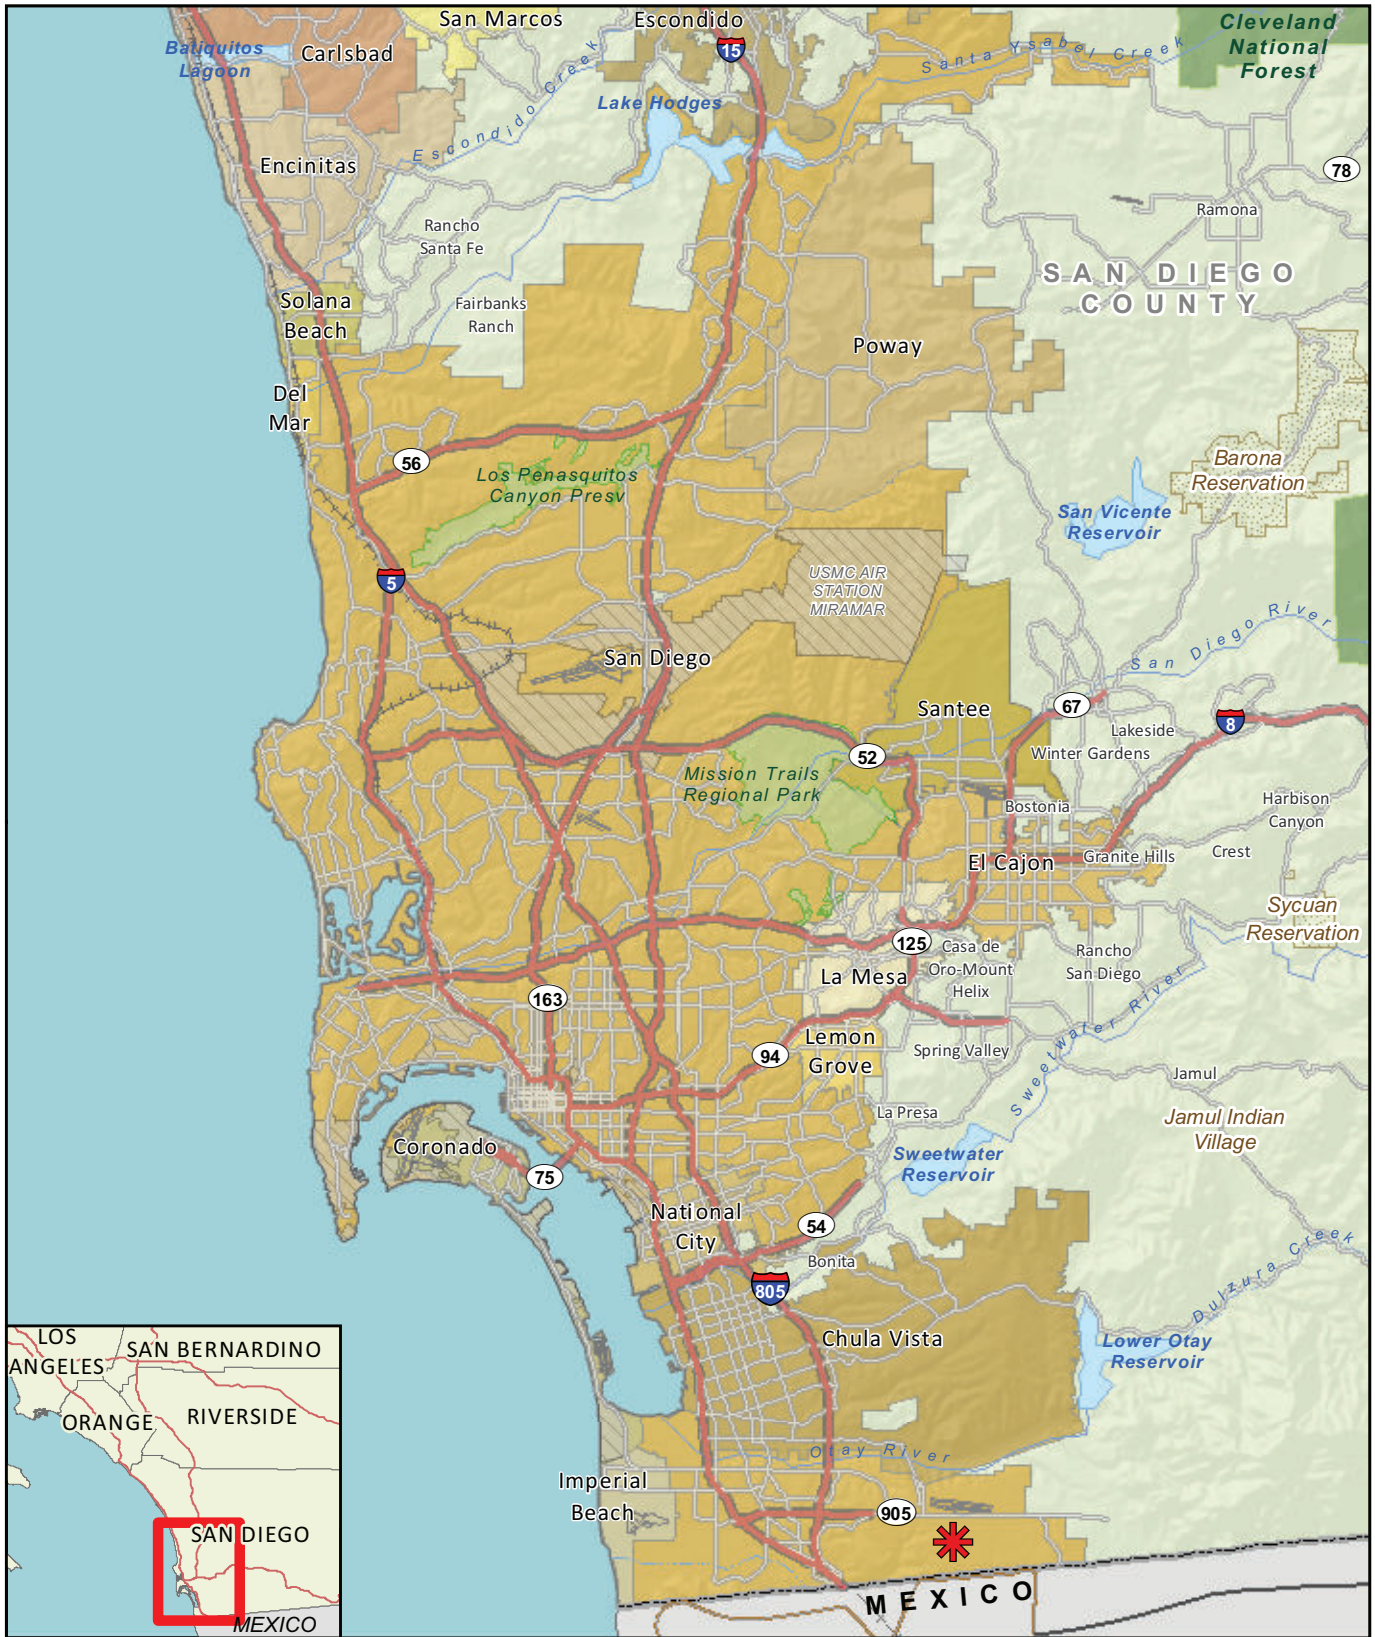 San Marcos
Escondido
15
Cleveland
National
Forest
Batiquitos
Lagoon
Carlsbad
Santa Ysabel Creek
Escondido Creek
Lake Hodges
Encinitas
78
Ramona
Rancho
Santa Fe
SAN DIEGO
COUNTY
Solana
Beach
Fairbanks
Ranch
Poway
Del
Mar
56
Los Penasquitos
Canyon Presv
Barona
Reservation
San Vicente
Reservoir
5
USMC AIR
STATION
MIRAMAR
San Diego River
San Diego
Santee
67
8
Lakeside
Winter Gardens
52
Mission Trails
Regional Park
Bostonia
Harbison
Canyon
El Cajon
Granite Hills
Crest
Sycuan
Reservation
125
Casa de
Oro-Mount
Helix
Rancho
San Diego
La Mesa
163
Sweetwater River
Lemon
Grove
94
Spring Valley
Jamul
La Presa
Jamul Indian
Village
Coronado
75
Sweetwater
Reservoir
National
City
54
Bonita
Dulzura Creek
805
Chula Vista
Lower Otay
Reservoir
Otay River
Imperial
Beach
905
MEXICO
LOS
ANGELES
SAN BERNARDINO
ORANGE
RIVERSIDE
SAN DIEGO
MEXICO